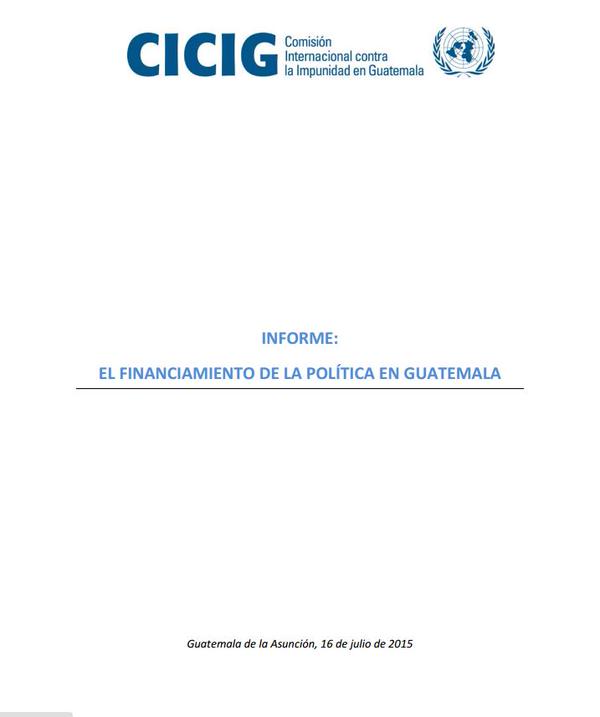 CICIG
Comisión
Internacional contra
la Impunidad en Guatemala
INFORME:
EL FINANCIAMIENTO DE LA POLÍTICA EN GUATEMALA
Guatemala de la Asunción, 16 de julio de 2015